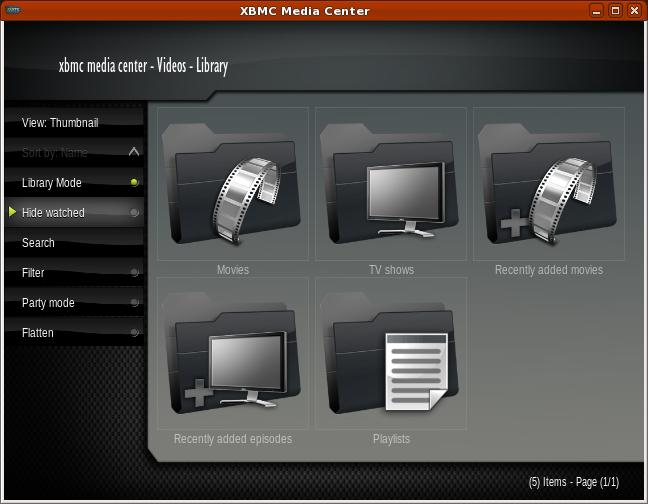 XBMC Media Center
xbmc media center - Videos - Library
View: Thumbnail
Sort by: Name
Library Mode
Hide watched
Search
Filter
Party mode
Flatten
Movies
TV shows
Recently added movies
Recently added episodes
Playlists
(5) Items - Page (1/1)